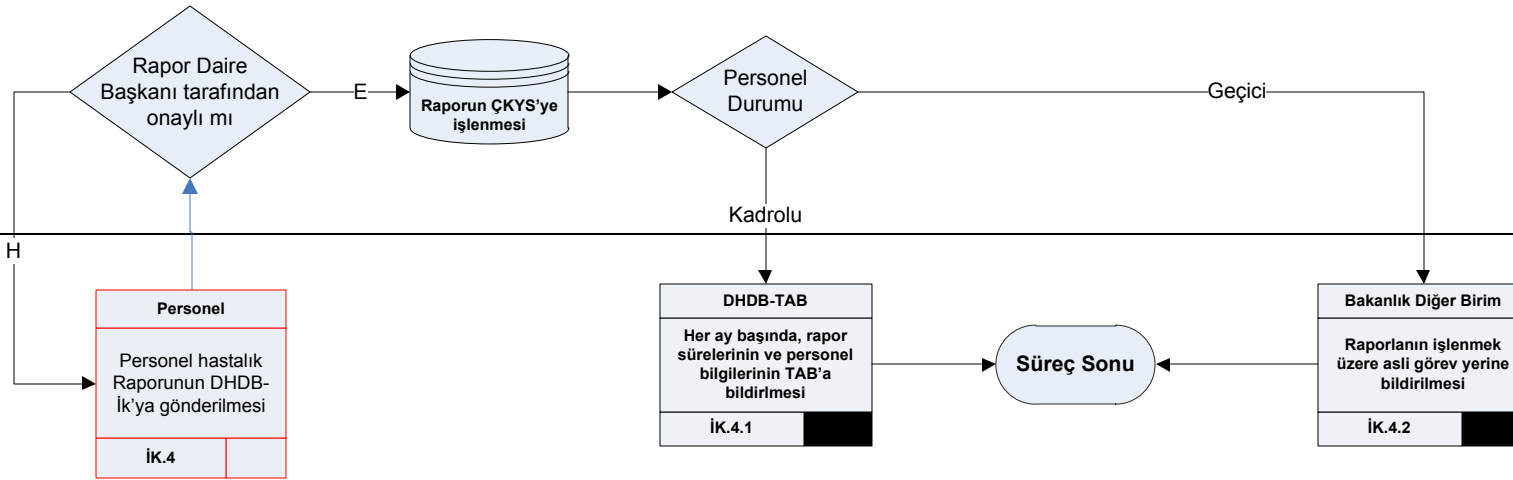 Rapor Daire
Başkanı tarafından
onaylı mı
E
Raporun ÇKYS’ye
işlenmesi
Personel
Durumu
Geçici
Kadrolu
H
Personel
Personel hastalık
Raporunun DHDB-
İk’ya gönderilmesi
İK.4
DHDB-TAB
Her ay başında, rapor
sürelerinin ve personel
bilgilerinin TAB’a
bildirlmesi
İK.4.1
Süreç Sonu
Bakanlık Diğer Birim
Raporlanın işlenmek
üzere asli görev yerine
bildirilmesi
İK.4.2